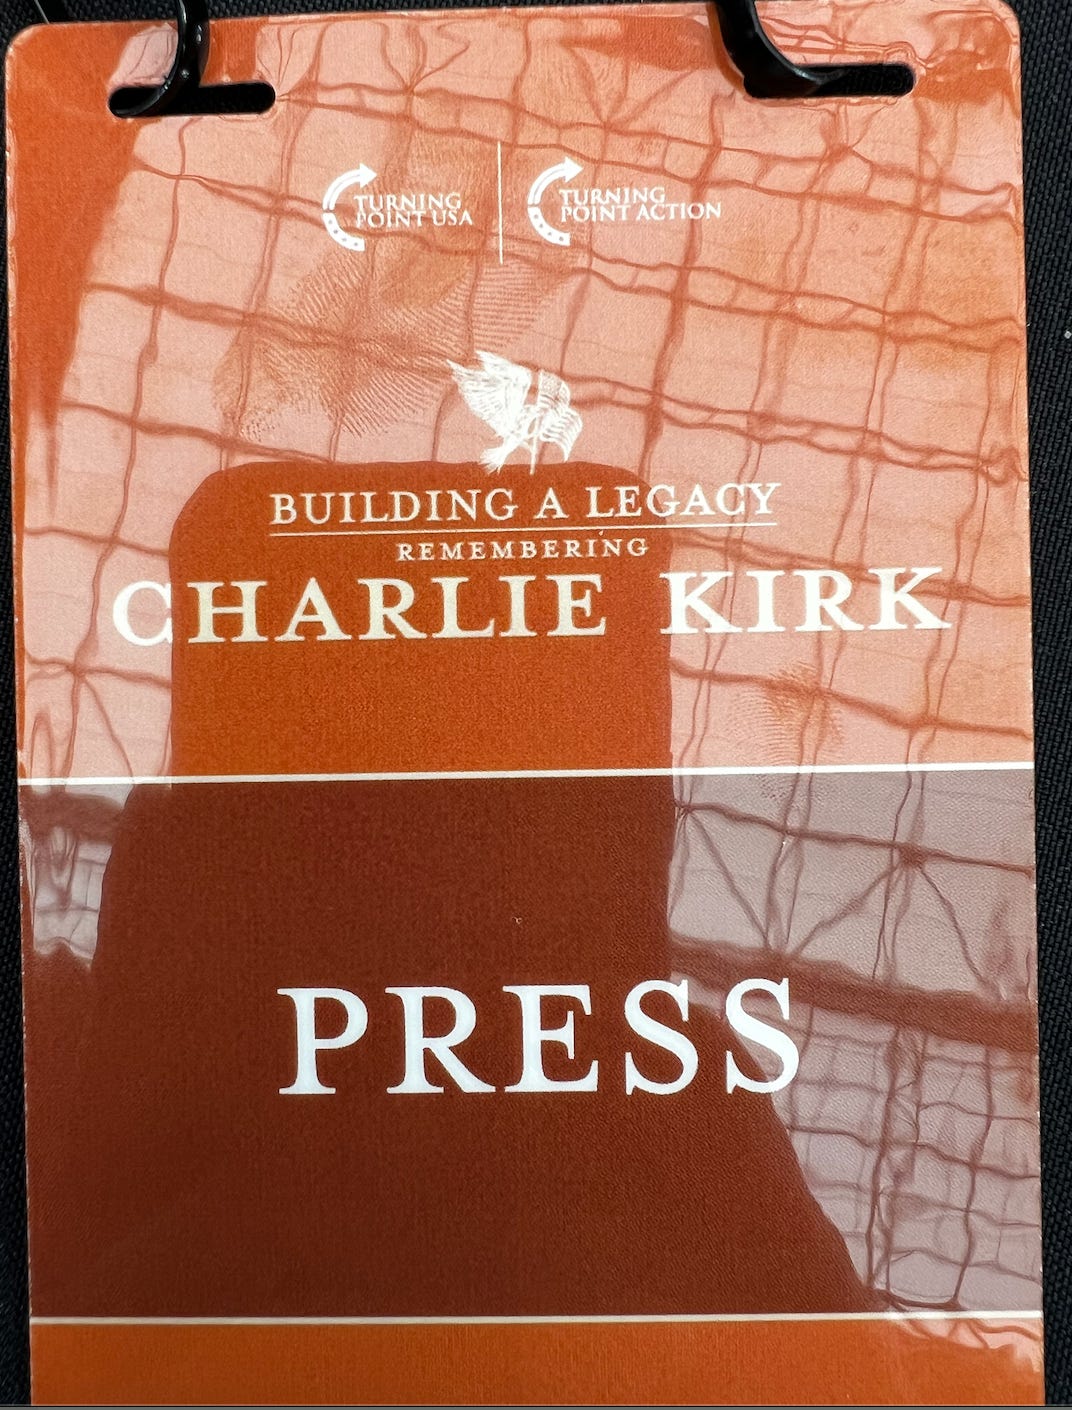 TURNING
POINT USA
TURNING
POINT ACTION
BUILDING A LEGACY
REMEMBERING
CHARLIE KIRK
PRESS